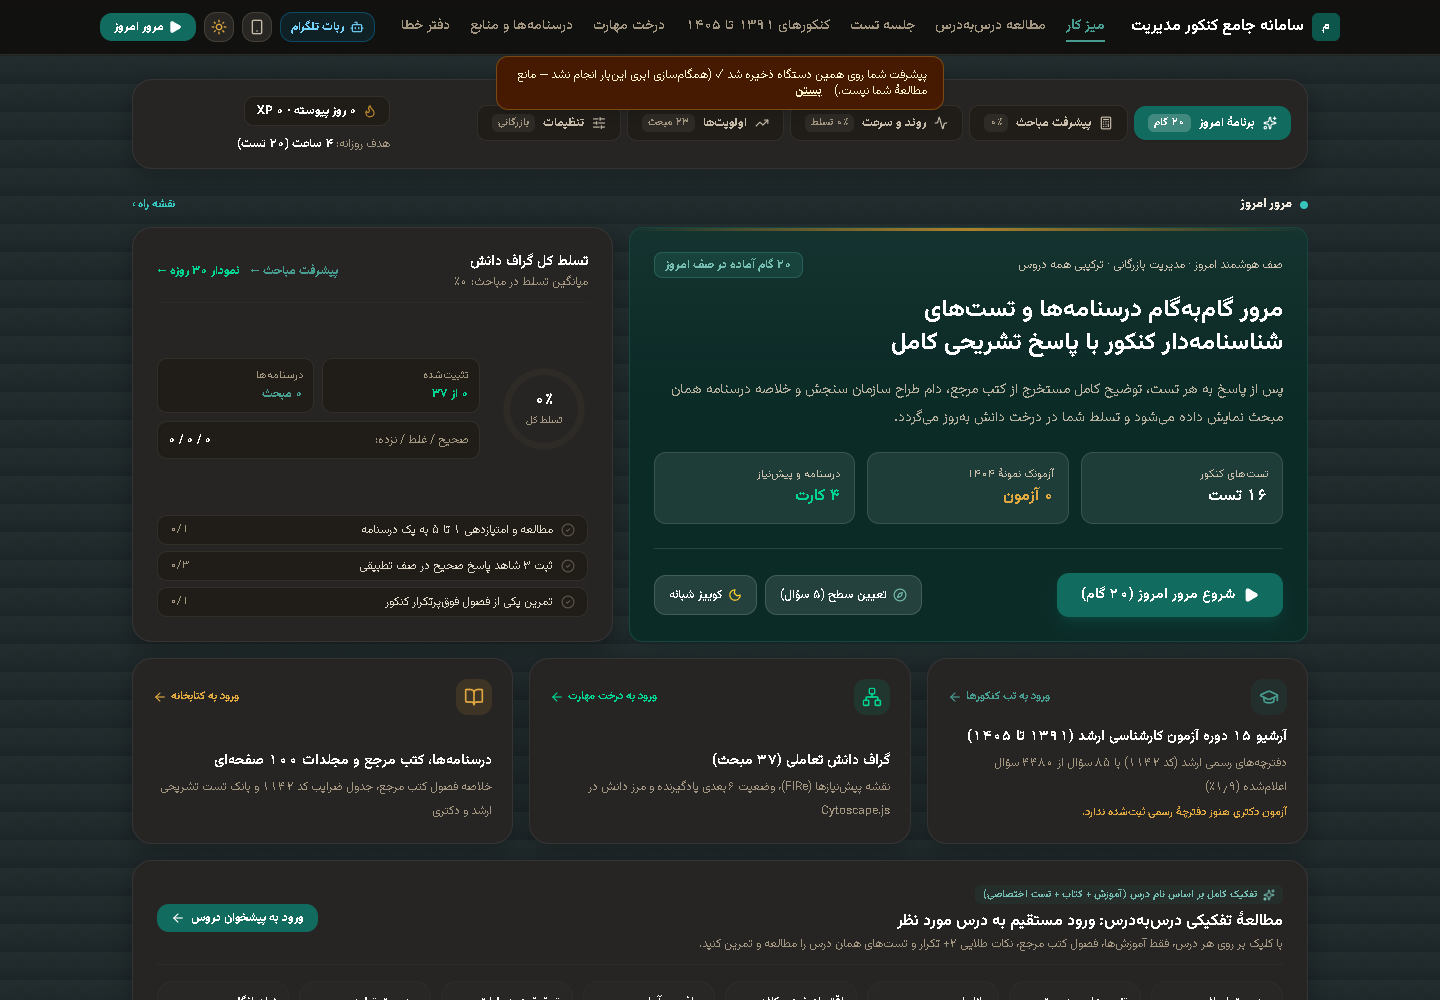 م سامانه جامع کنکور مدیریت
میز کار
مطالعه درس‌به‌درس
جلسه تست
کنکورهای ۱۳۹۱ تا ۱۴۰۵
درخت مهارت
درسنامه‌ها و منابع
دفتر خطا
ربات تلگرام
مرور امروز
پیشرفت شما روی همین دستگاه ذخیره شد ✓ (همگام‌سازی ابری این‌بار انجام نشد — مانع
مطالعهٔ شما نیست.) بستن
برنامهٔ امروز ۲۰ گام
پیشرفت مباحث ۰٪
روند و سرعت ۰٪ تسلط
اولویت‌ها ۲۳ مبحث
تنظیمات بازرگانی
۰ روز پیوسته · ۰ XP
هدف روزانه: ۴ ساعت (۲۰ تست)
مرور امروز
نقشه راه ›
صف هوشمند امروز · مدیریت بازرگانی · ترکیبی همه دروس
۲۰ گام آماده در صف امروز
مرور گام‌به‌گام درسنامه‌ها و تست‌های
شناسنامه‌دار کنکور با پاسخ تشریحی کامل
پس از پاسخ به هر تست، توضیح کامل مستخرج از کتب مرجع، دام طراح سازمان سنجش و خلاصه درسنامه همان
مبحث نمایش داده می‌شود و تسلط شما در درخت دانش به‌روز می‌گردد.
تست‌های کنکور
۱۶ تست
آزمونک نمونهٔ ۱۴۰۴
۰ آزمون
درسنامه و پیش‌نیاز
۴ کارت
شروع مرور امروز (۲۰ گام)
تعیین سطح (۵ سؤال)
کوییز شبانه
تسلط کل گراف دانش
میانگین تسلط در مباحث: ۰٪
پیشرفت مباحث ←
نمودار ۳۰ روزه ←
۰٪
تسلط کل
تثبیت‌شده
۰ از ۳۷
درسنامه‌ها
۰ مبحث
صحیح / غلط / نزده:
۰ / ۰ / ۰
مطالعه و امتیازدهی ۱ تا ۵ به یک درسنامه
۰/۱
ثبت ۳ شاهد پاسخ صحیح در صف تطبیقی
۰/۳
تمرین یکی از فصول فوق‌پرتکرار کنکور
۰/۱
ورود به تب کنکورها ←
آرشیو ۱۵ دوره آزمون کارشناسی ارشد (۱۳۹۱ تا ۱۴۰۵)
دفترچه‌های رسمی ارشد (کد ۱۱۴۲) با ۸۵ سؤال از ۴۴۸۰ سؤال
اعلام‌شده (۱٫۹٪)
آزمون دکتری هنوز دفترچهٔ رسمی ثبت‌شده ندارد.
ورود به درخت مهارت ←
گراف دانش تعاملی (۳۷ مبحث)
نقشه پیش‌نیازها (FIRe)، وضعیت ۶بعدی یادگیرنده و مرز دانش در
Cytoscape.js
ورود به کتابخانه ←
درسنامه‌ها، کتب مرجع و مجلدات ۱۰۰ صفحه‌ای
خلاصه فصول کتب مرجع، جدول ضرایب کد ۱۱۴۲ و بانک تست تشریحی
ارشد و دکتری
تفکیک کامل بر اساس نام درس (آموزش + کتاب + تست اختصاصی)
مطالعهٔ تفکیکی درس‌به‌درس: ورود مستقیم به درس مورد نظر
با کلیک بر روی هر درس، فقط آموزش‌ها، فصول کتب مرجع، نکات طلایی ۲+ تکرار و تست‌های همان درس را مطالعه و تمرین کنید.
ورود به پیشخوان دروس ←